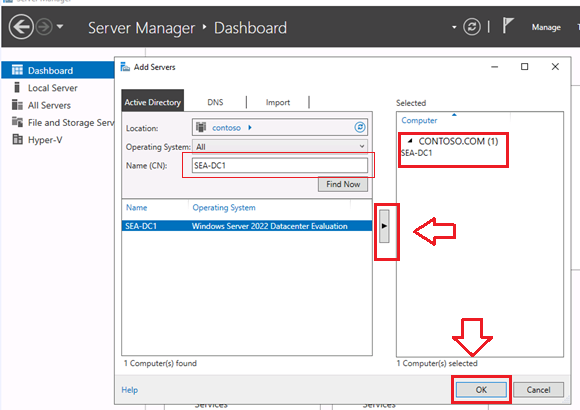 Server Manager
Server Manager • Dashboard
Manage
Dashboard
Local Server
All Servers
File and Storage Serv
Hyper-V
Add Servers
Active Directory
DNS
Import
Location:
contoso
Operating System:
All
Name (CN):
SEA-DC1
Find Now
Name
Operating System
SEA-DC1
Windows Server 2022 Datacenter Evaluation
1 Computer(s) found
Selected
Computer
CONTOSO.COM (1)
SEA-DC1
1 Computer(s) selected
Help
OK
Cancel
Services
Services